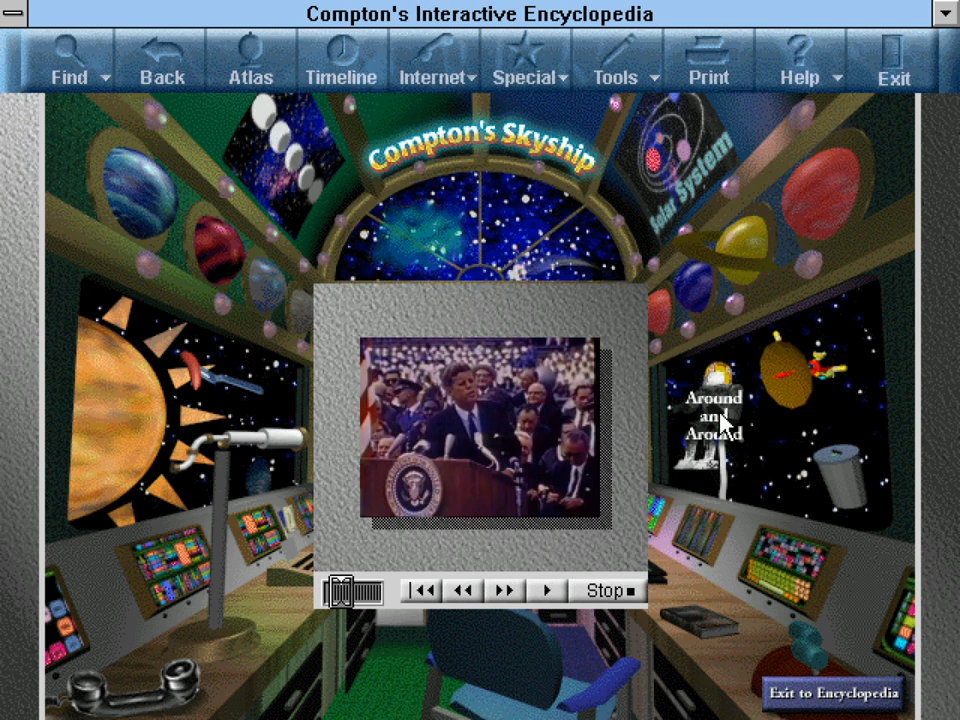 Compton's Interactive Encyclopedia
Find Back Atlas Timeline Internet Special Tools Print Help Exit
Compton's Skyship
Solar System
Around
and
Around
Stop
Exit to Encyclopedia